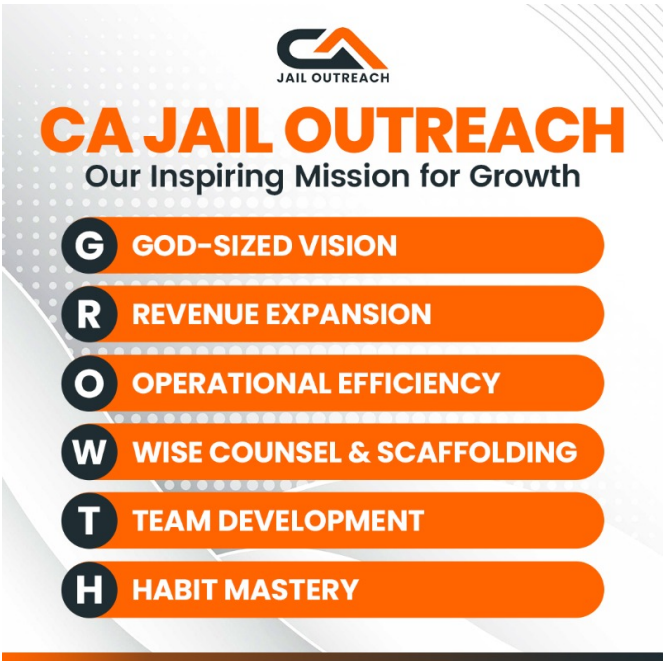 CA
JAIL OUTREACH
CA JAIL OUTREACH
Our Inspiring Mission for Growth
G GOD-SIZED VISION
R REVENUE EXPANSION
O OPERATIONAL EFFICIENCY
W WISE COUNSEL & SCAFFOLDING
T TEAM DEVELOPMENT
H HABIT MASTERY